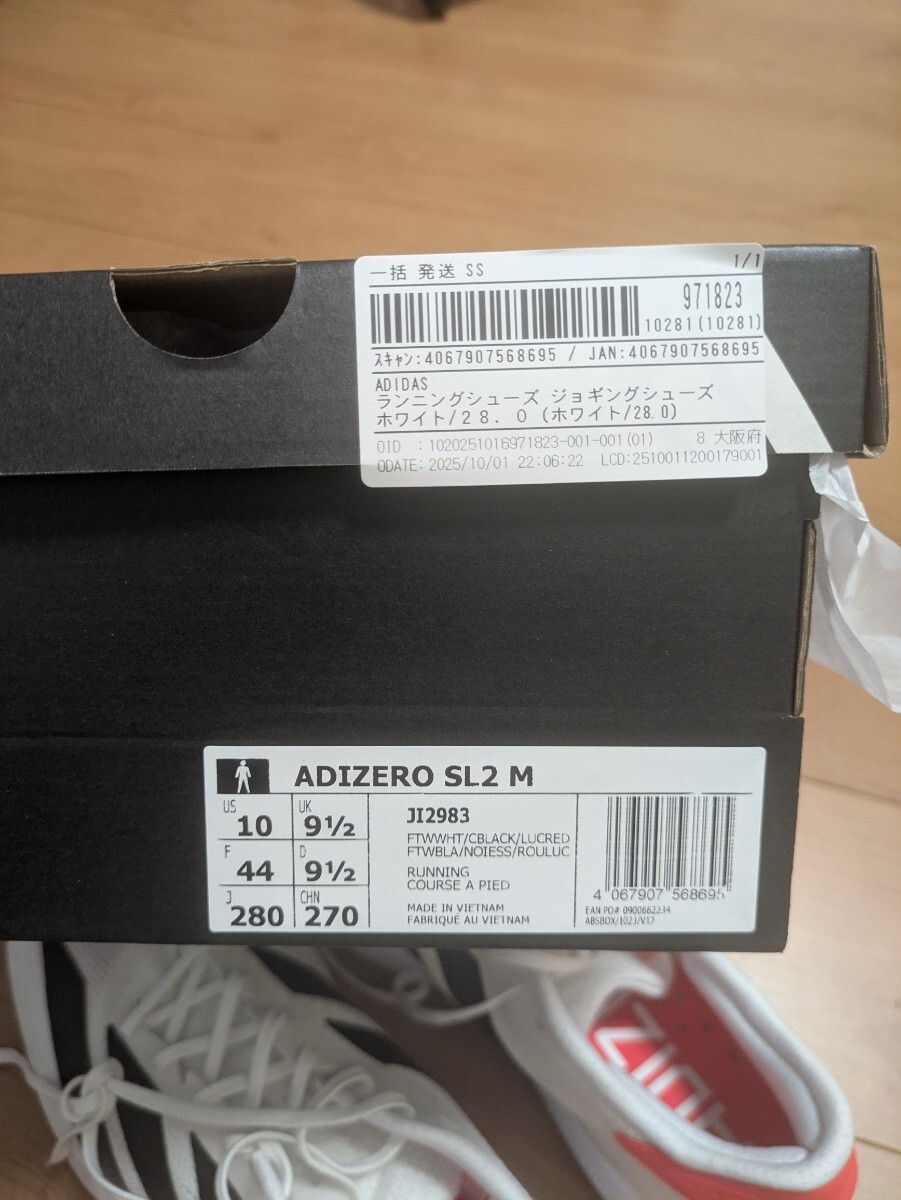 一括 発送 SS
1/1
971823
10281(10281)
スキャン:4067907568695 / JAN:4067907568695
ADIDAS
ランニングシューズ ジョギングシューズ
ホワイト/28.0(ホワイト/28.0)
OID :1020251016971823-001-001(01) 8 大阪府
ODATE:2025/10/01 22:06:22 LCD:2510011200179001
ADIZERO SL2 M
US 10
UK 9½
F 44
D 9½
J 280
CHN 270
JI2983
FTWWHT/CBLACK/LUCRED
FTWBLA/NOIESS/ROULUC
RUNNING
COURSE A PIED
MADE IN VIETNAM
FABRIQUÉ AU VIETNAM
4 067907 568695
EAN PO# 0900662234
ABSBOX/1023/V12